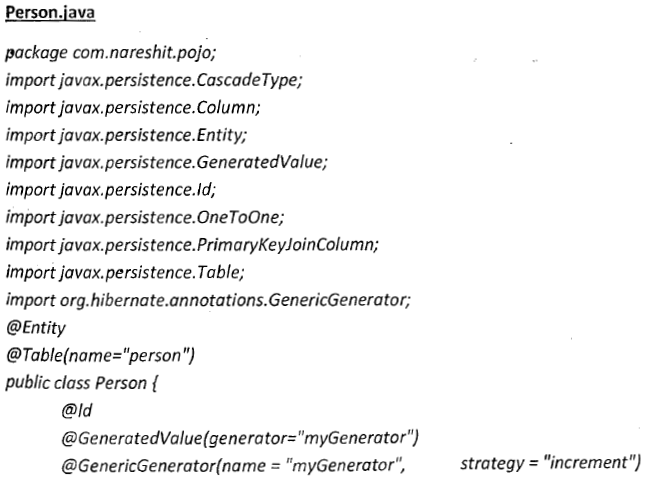 Person.java
package com.nareshit.pojo;
import javax.persistence.CascadeType;
import javax.persistence.Column;
import javax.persistence.Entity;
import javax.persistence.GeneratedValue;
import javax.persistence.Id;
import javax.persistence.OneToOne;
import javax.persistence.PrimaryKeyJoinColumn;
import javax.persistence.Table;
import org.hibernate.annotations.GenericGenerator;
@Entity
@Table(name="person")
public class Person {
@Id
@GeneratedValue(generator="myGenerator")
@GenericGenerator(name = "myGenerator", strategy = "increment")